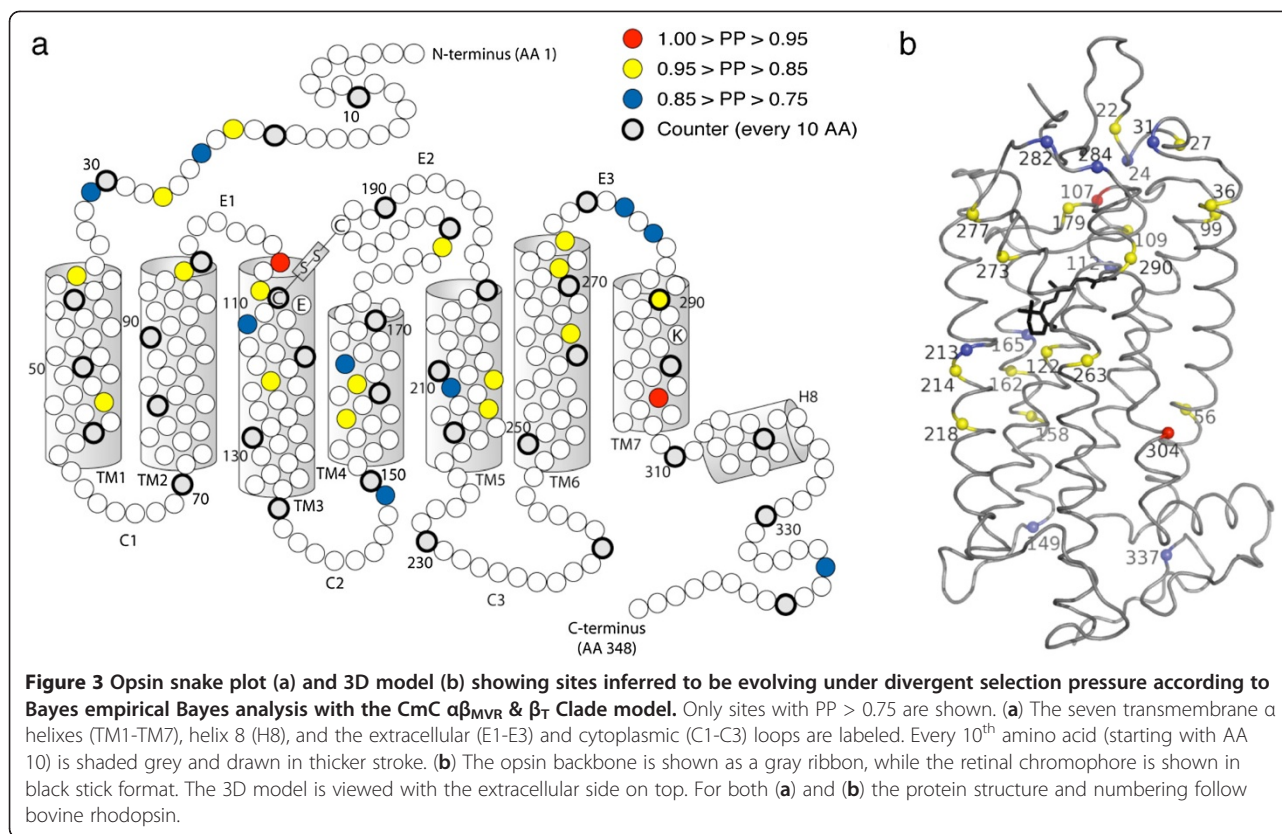 a
N-terminus (AA 1)
10
1.00 > PP > 0.95
0.95 > PP > 0.85
0.85 > PP > 0.75
Counter (every 10 AA)
30
E1
E2
190
E3
C
S-S
C
E
110
90
50
170
210
270
290
K
H8
130
150
250
310
TM1
TM2
TM3
TM4
TM5
TM6
TM7
70
C1
C2
230
C3
330
C-terminus
(AA 348)
b
22
31
27
282
284
24
107
36
179
99
277
109
273
11
290
165
213
122
263
214
162
56
218
158
304
149
337
Figure 3 Opsin snake plot (a) and 3D model (b) showing sites inferred to be evolving under divergent selection pressure according to
Bayes empirical Bayes analysis with the CmC αβMVR & βT Clade model. Only sites with PP > 0.75 are shown. (a) The seven transmembrane α
helixes (TM1-TM7), helix 8 (H8), and the extracellular (E1-E3) and cytoplasmic (C1-C3) loops are labeled. Every 10th amino acid (starting with AA
10) is shaded grey and drawn in thicker stroke. (b) The opsin backbone is shown as a gray ribbon, while the retinal chromophore is shown in
black stick format. The 3D model is viewed with the extracellular side on top. For both (a) and (b) the protein structure and numbering follow
bovine rhodopsin.